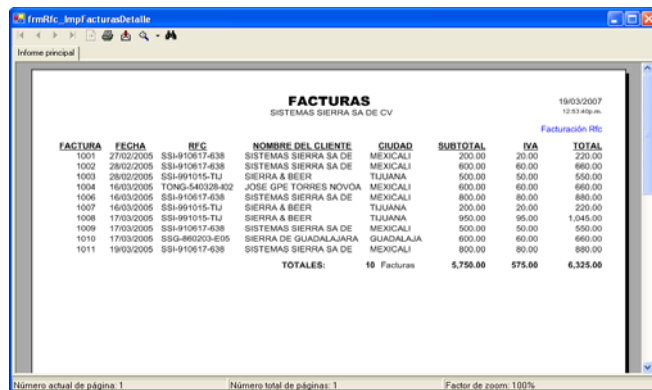 frmRfc_ImpFacturasDetalle
Informe principal
FACTURAS
SISTEMAS SIERRA SA DE CV
19/03/2007
12:53:40p.m.
Facturación Rfc
FACTURA FECHA RFC NOMBRE DEL CLIENTE CIUDAD SUBTOTAL IVA TOTAL
1001 27/02/2005 SSI-910617-638 SISTEMAS SIERRA SA DE MEXICALI 200.00 20.00 220.00
1002 28/02/2005 SSI-910617-638 SISTEMAS SIERRA SA DE MEXICALI 600.00 60.00 660.00
1003 28/02/2005 SSI-991015-TIJ SIERRA & BEER TIJUANA 500.00 50.00 550.00
1004 16/03/2005 TONG-540328-I02 JOSE GPE TORRES NOVOA MEXICALI 600.00 60.00 660.00
1006 16/03/2005 SSI-910617-638 SISTEMAS SIERRA SA DE MEXICALI 800.00 80.00 880.00
1007 16/03/2005 SSI-991015-TIJ SIERRA & BEER TIJUANA 200.00 20.00 220.00
1008 17/03/2005 SSI-991015-TIJ SIERRA & BEER TIJUANA 950.00 95.00 1,045.00
1009 17/03/2005 SSI-910617-638 SISTEMAS SIERRA SA DE MEXICALI 500.00 50.00 550.00
1010 17/03/2005 SSG-860203-E05 SIERRA DE GUADALAJARA GUADALAJA 600.00 60.00 660.00
1011 19/03/2005 SSI-910617-638 SISTEMAS SIERRA SA DE MEXICALI 800.00 80.00 880.00
TOTALES: 10 Facturas 5,750.00 575.00 6,325.00
Número actual de página: 1 Número total de páginas: 1 Factor de zoom: 100%